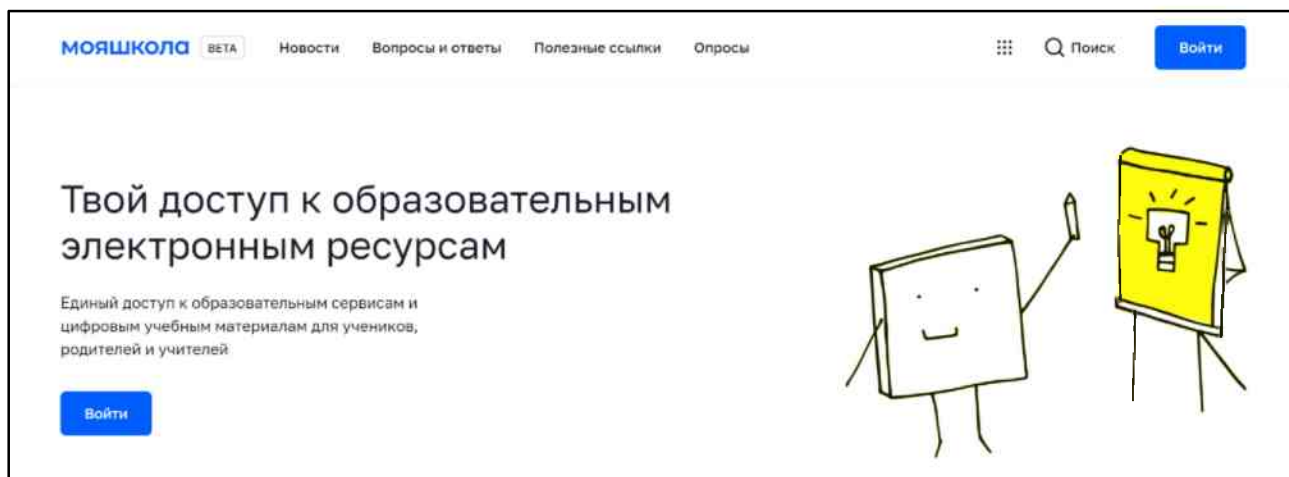 мояшкола BETA Новости Вопросы и ответы Полезные ссылки Опросы Поиск Войти
Твой доступ к образовательным
электронным ресурсам
Единый доступ к образовательным сервисам и
цифровым учебным материалам для учеников,
родителей и учителей
Войти